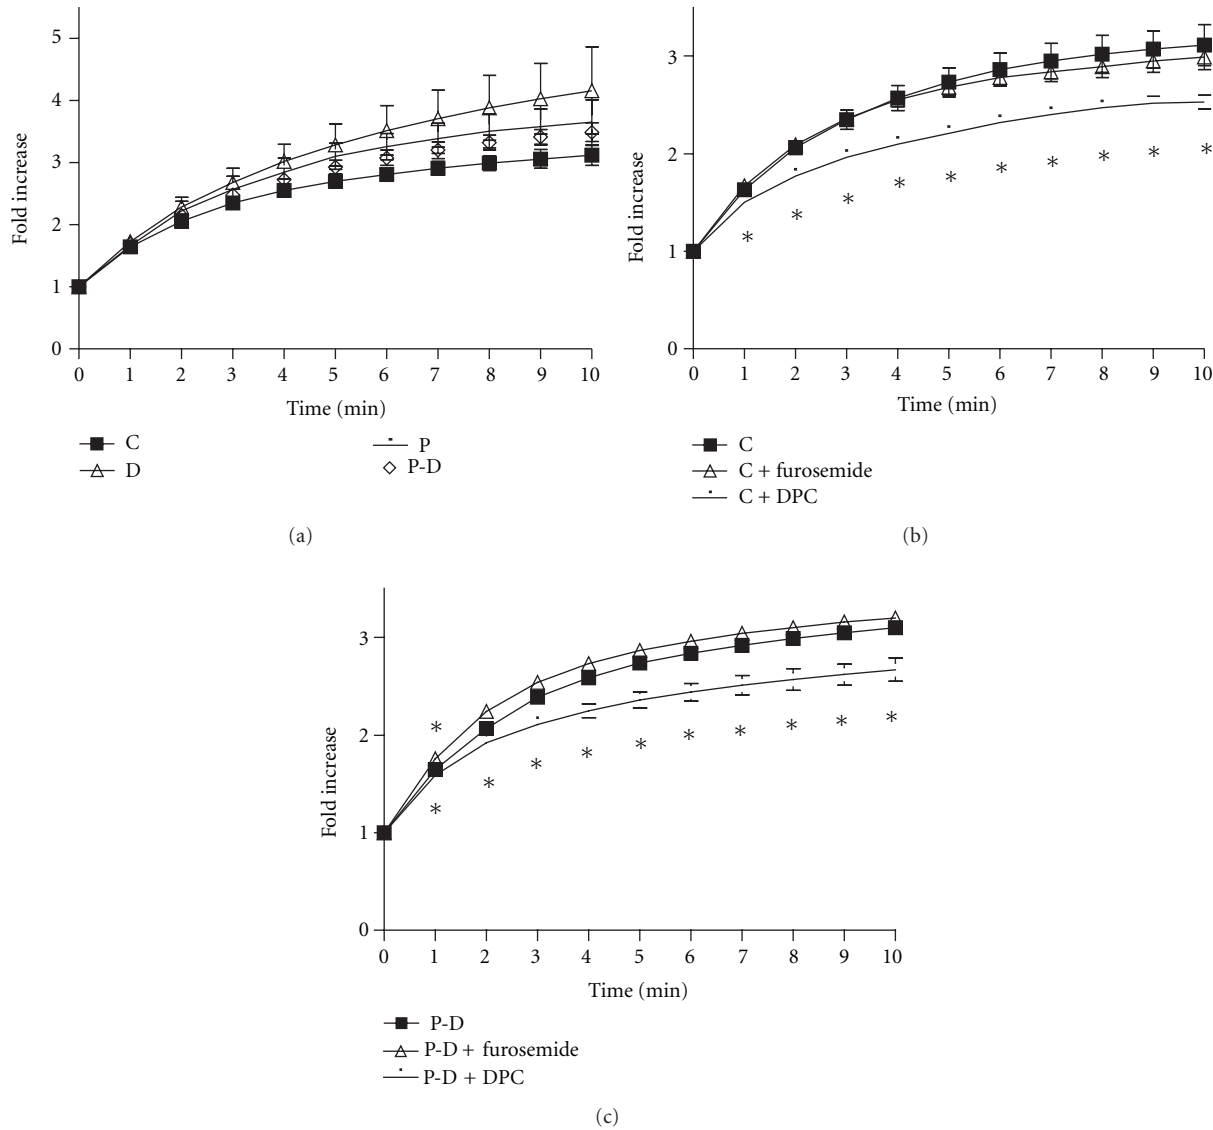 5
4
3
2
1
0
Fold increase
0 1 2 3 4 5 6 7 8 9 10
Time (min)
C
D
P
P-D
(a)
3
2
1
0
Fold increase
* * * * * * * * * *
0 1 2 3 4 5 6 7 8 9 10
Time (min)
C
C + furosemide
C + DPC
(b)
3
2
1
0
Fold increase
*
* * * * * * * * * *
0 1 2 3 4 5 6 7 8 9 10
Time (min)
P-D
P-D + furosemide
P-D + DPC
(c)